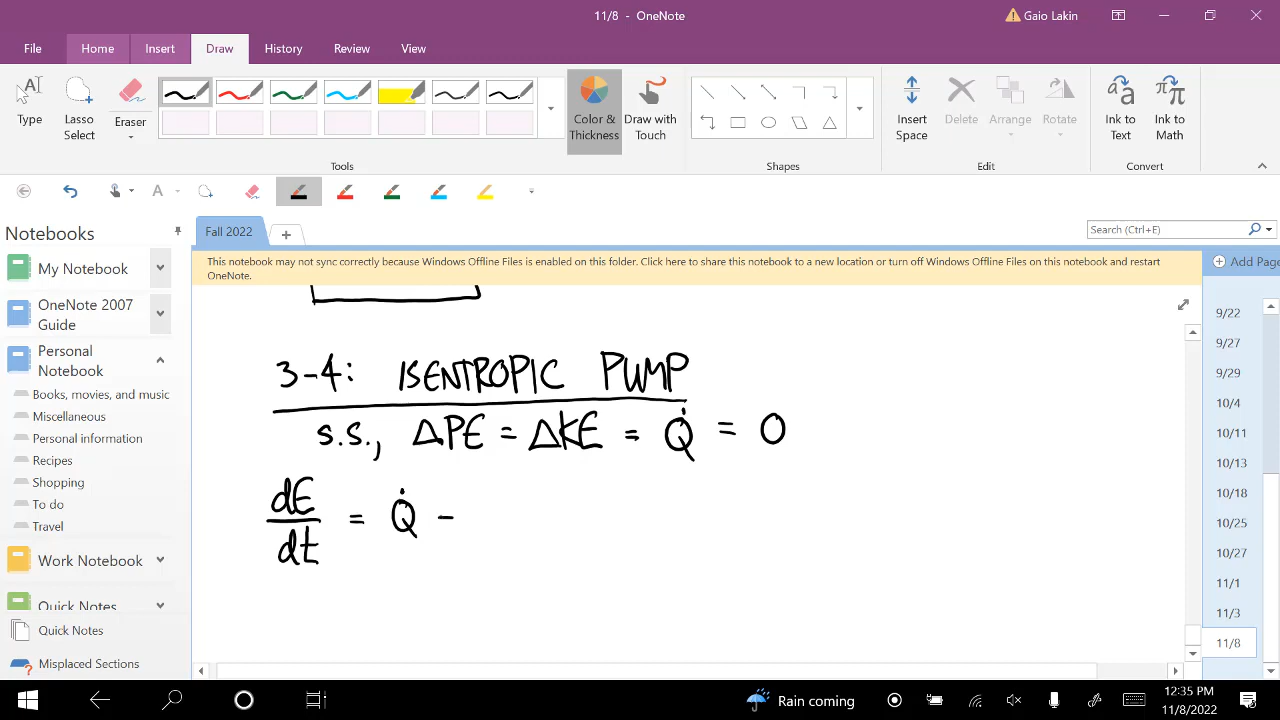 11/8 - OneNote
Gaio Lakin
File Home Insert Draw History Review View
Type
Lasso Select
Eraser
Color & Thickness
Draw with Touch
Insert Space
Delete
Arrange
Rotate
Ink to Text
Ink to Math
Tools
Shapes
Edit
Convert
Notebooks
Fall 2022
Search (Ctrl+E)
This notebook may not sync correctly because Windows Offline Files is enabled on this folder. Click here to share this notebook to a new location or turn off Windows Offline Files on this notebook and restart
OneNote.
Add Page
My Notebook
OneNote 2007
Guide
Personal
Notebook
Books, movies, and music
Miscellaneous
Personal information
Recipes
Shopping
To do
Travel
Work Notebook
Quick Notes
Quick Notes
Misplaced Sections
3-4: ISENTROPIC PUMP
S.S., ΔPE = ΔKE = Q̇ = 0
dE/dt = Q̇ -
9/22
9/27
9/29
10/4
10/11
10/13
10/18
10/25
10/27
11/1
11/3
11/8
Rain coming
12:35 PM
11/8/2022